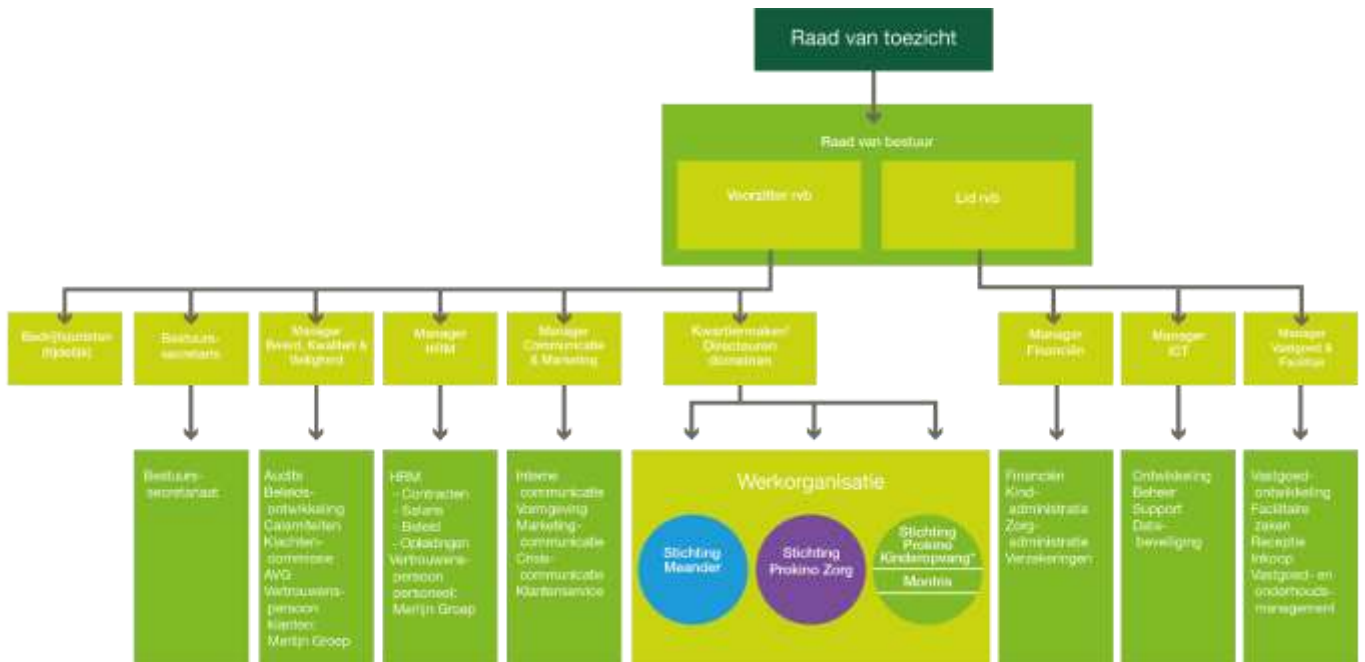 Raad van toezicht
Raad van bestuur
Voorzitter rvb
Lid rvb
Bedrijfsjuristen
(tijdelijk)
Bestuurs-
secretaris
Manager
Beleid, Kwaliteit &
Veiligheid
Manager
HRM
Manager
Communicatie
& Marketing
Kwartiermaker/
Directeuren
domeinen
Manager
Financiën
Manager
ICT
Manager
Vastgoed &
Facilitair
Bestuurs-
secretariaat
Audits
Beleids-
ontwikkeling
Calamiteiten
Klachten-
commissie
AVG
Vertrouwens-
persoon
klanten:
Merlijn Groep
HRM
- Contracten
- Salaris
- Beleid
- Opleidingen
Vertrouwens-
persoon
personeel:
Merlijn Groep
Interne
communicatie
Vormgeving
Marketing-
communicatie
Crisis-
communicatie
Klantenservice
Werkorganisatie
Stichting
Meander
Stichting
Prokino Zorg
Stichting
Prokino
Kinderopvang*
Montris
Financiën
Kind-
administratie
Zorg-
administratie
Verzekeringen
Ontwikkeling
Beheer
Support
Data-
beveiliging
Vastgoed-
ontwikkeling
Facilitaire
zaken
Receptie
Inkoop
Vastgoed- en
onderhouds-
management